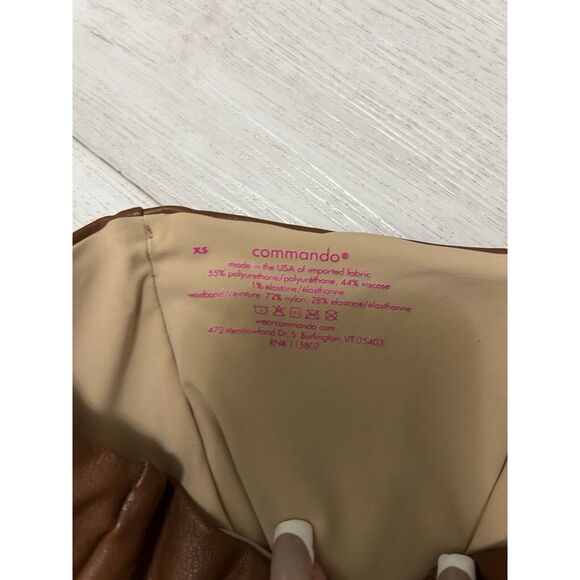 XS
commando®
made in the USA of imported fabric
55% polyurethane/polyuréthane, 44% viscose
1% elastane/élasthanne
waistband/ceinture: 72% nylon, 28% elastane/élasthanne
wearcommando.com
472 Meadowland Dr, S. Burlington, VT 05403
RN# 115807